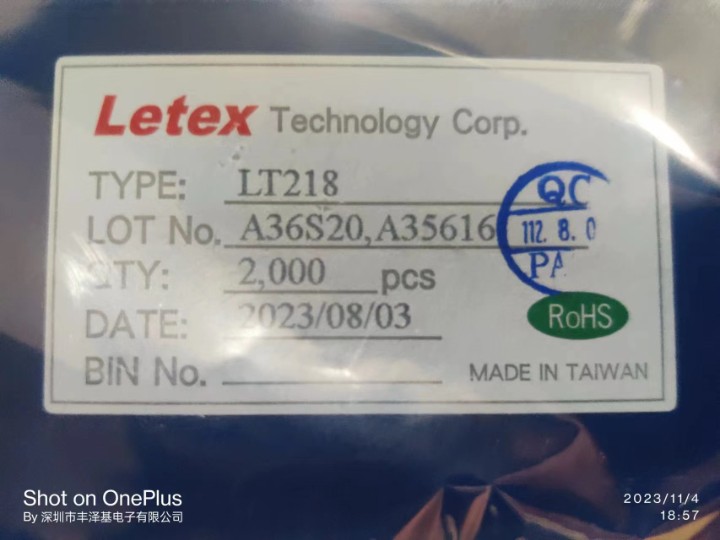 Letex Technology Corp.
TYPE: LT218
LOT No. A36S20,A35616
QTY: 2,000 pcs
DATE: 2023/08/03
BIN No.
QC
112. 8. 0
PA
RoHS
MADE IN TAIWAN
Shot on OnePlus
By 深圳市丰泽基电子有限公司
2023/11/4
18:57